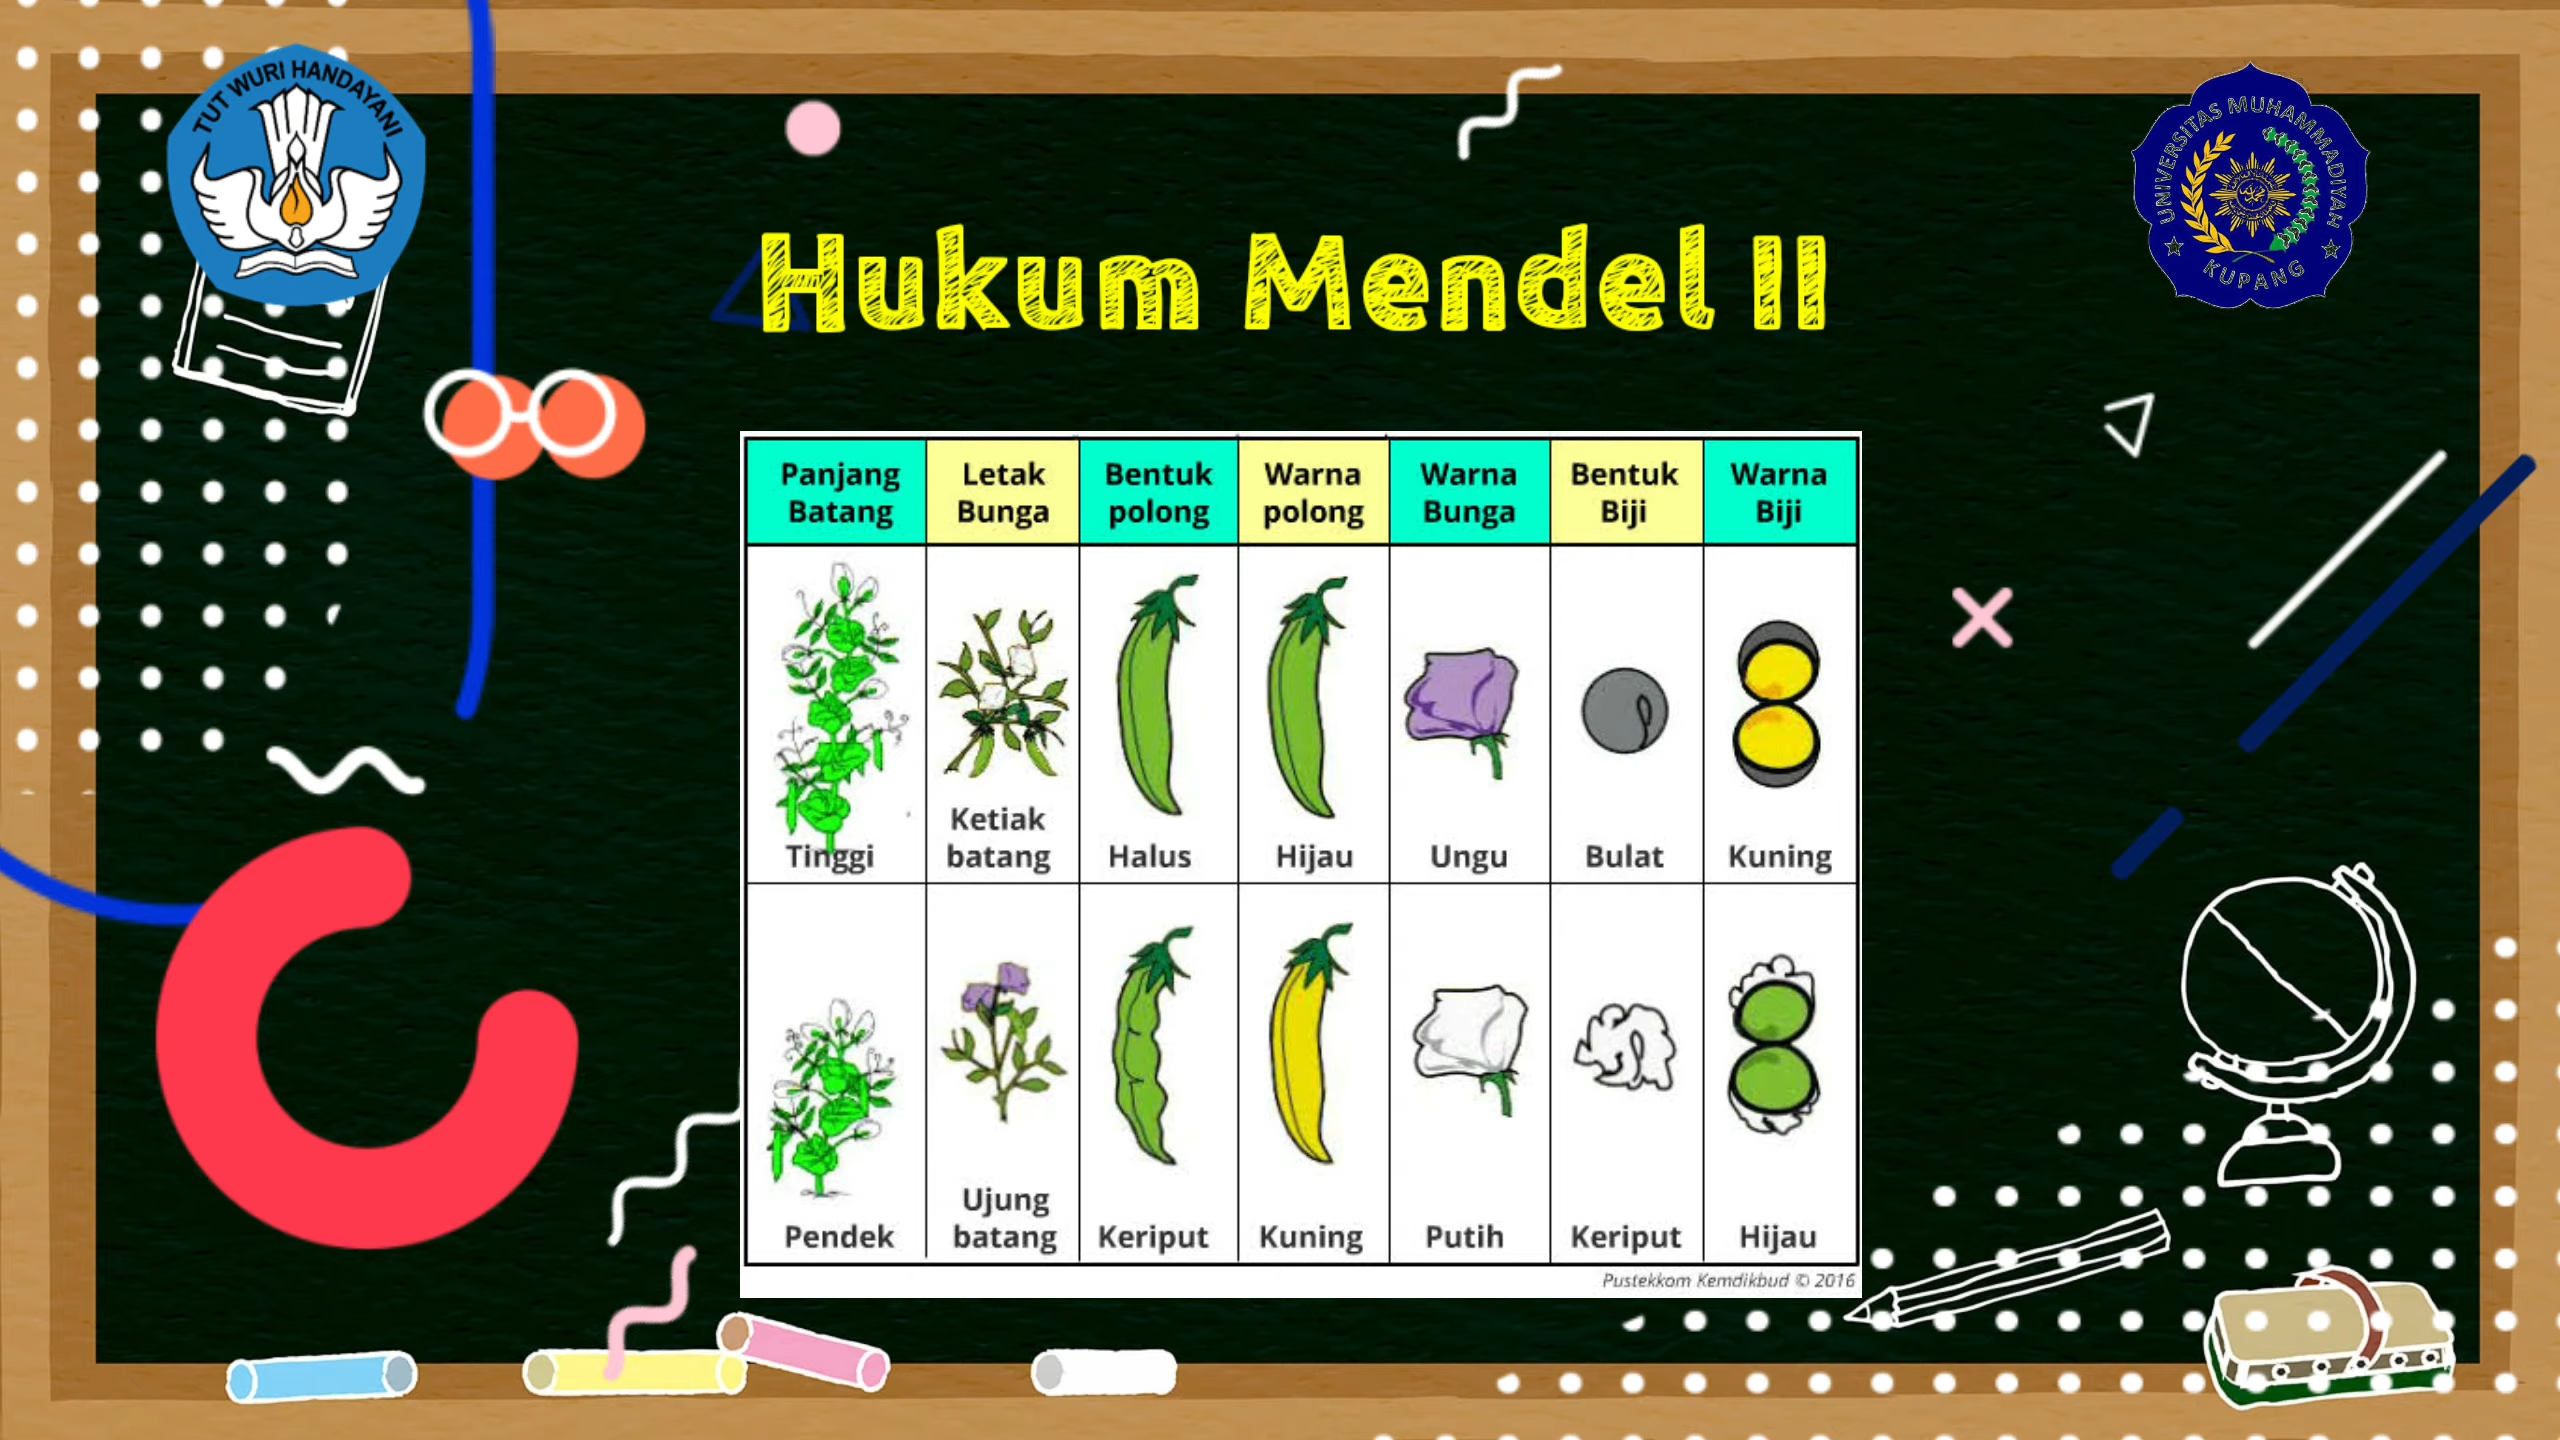 TUT WURI HANDAYANI
UNIVERSITAS MUHAMMADIYAH
KUPANG
Hukum Mendel II
Panjang Batang
Letak Bunga
Bentuk polong
Warna polong
Warna Bunga
Bentuk Biji
Warna Biji
Tinggi
Ketiak batang
Halus
Hijau
Ungu
Bulat
Kuning
Pendek
Ujung batang
Keriput
Kuning
Putih
Keriput
Hijau
Pustekkom Kemdikbud © 2016